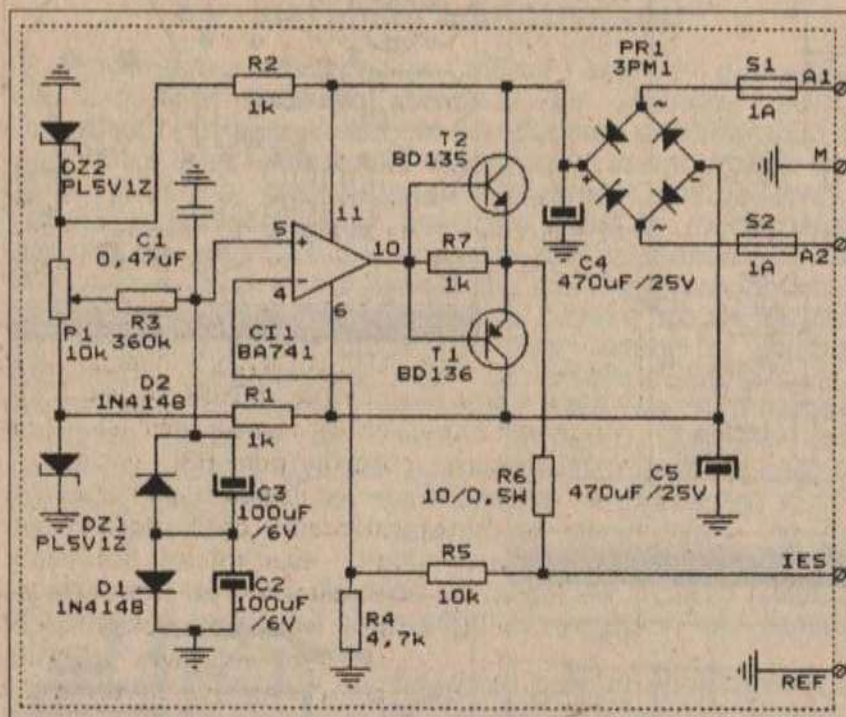 PR1
3PM1
S1
A1
1A
M
S2
1A
A2
R2
1k
T2
BD135
DZ2
PL5V1Z
C1
0,47uF
5
+
11
10
4
-
6
R7
1k
+
~
-
~
C4
470uF/25V
P1
10k
R3
360k
CI1
BA741
T1
BD136
D2
1N4148
R1
1k
DZ1
PL5V1Z
C3
100uF
/6V
R6
10/0.5W
C5
470uF/25V
D1
1N4148
C2
100uF
/6V
R5
10k
IES
R4
4,7k
REF